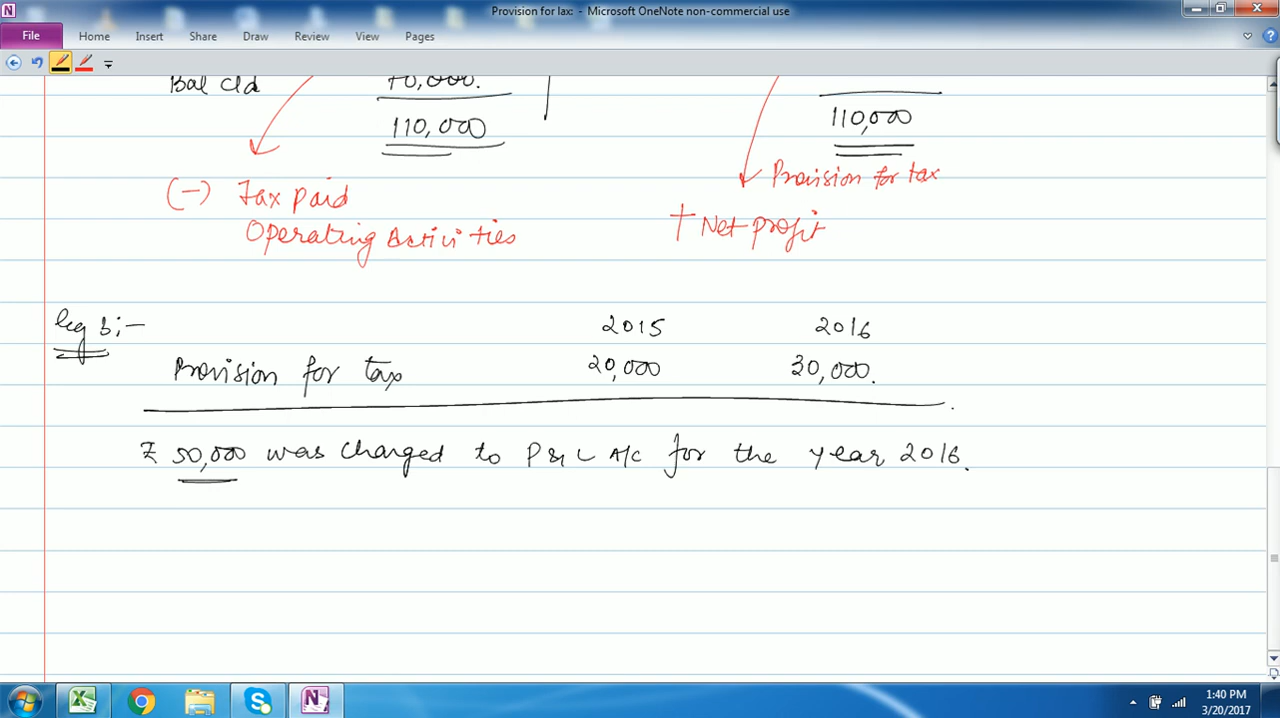 Provision for Tax: - Microsoft OneNote non-commercial use
File Home Insert Share Draw Review View Pages
Bal c/d 70,000.
110,000 110,000
Provision for tax
(-) Tax paid
+ Net profit
Operating Activities
eg 3:- 2015 2016
Provision for tax 20,000 30,000.
₹ 50,000 was charged to P & L A/c for the year 2016.
1:40 PM
3/20/2017